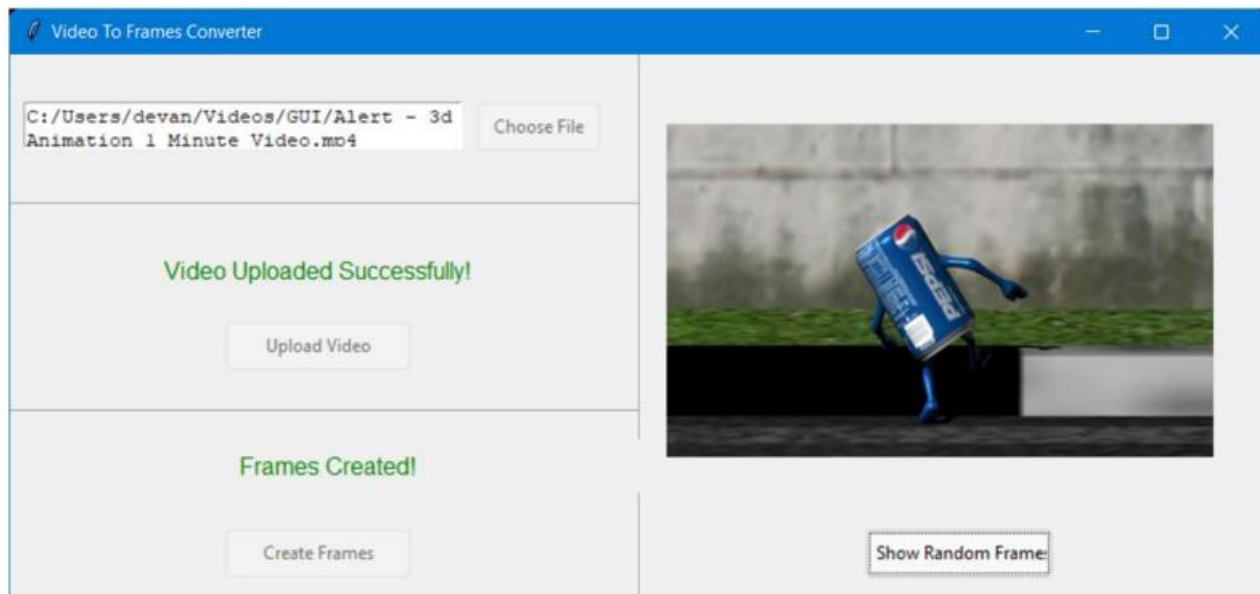 Video To Frames Converter
C:/Users/devan/Videos/GUI/Alert - 3d
Animation 1 Minute Video.mp4
Choose File
Video Uploaded Successfully!
Upload Video
Frames Created!
Create Frames
PEPSI
Show Random Frame